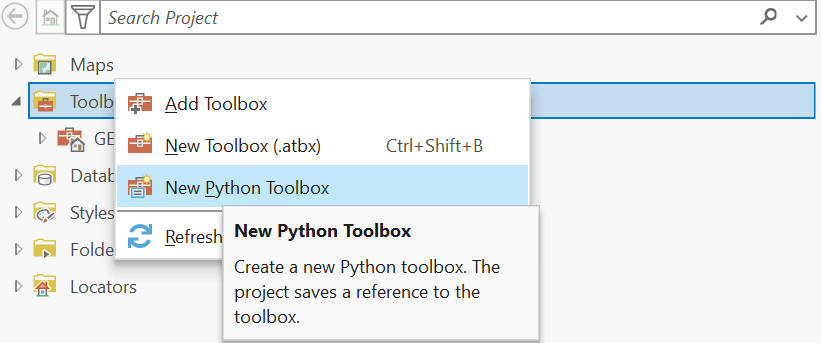 Search Project
Maps
Toolb
Add Toolbox
GE
New Toolbox (.atbx) Ctrl+Shift+B
Datab
New Python Toolbox
Styles
Refresh
New Python Toolbox
Folde
Create a new Python toolbox. The
project saves a reference to the
toolbox.
Locators